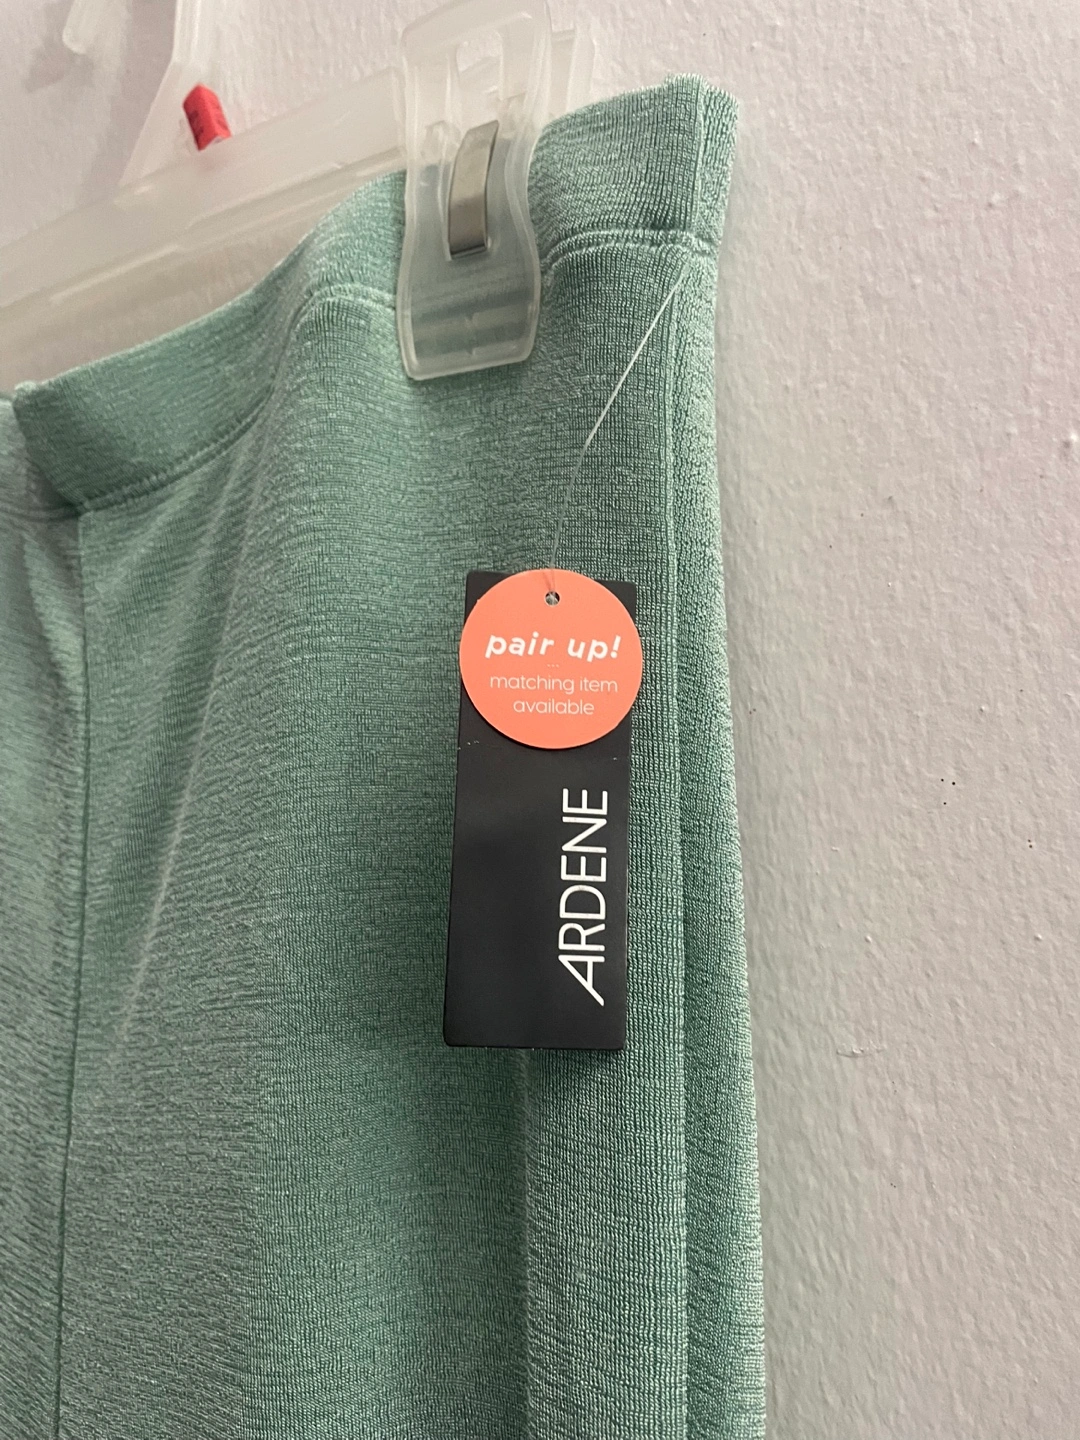 pair up!
matching item
available
ARDENE